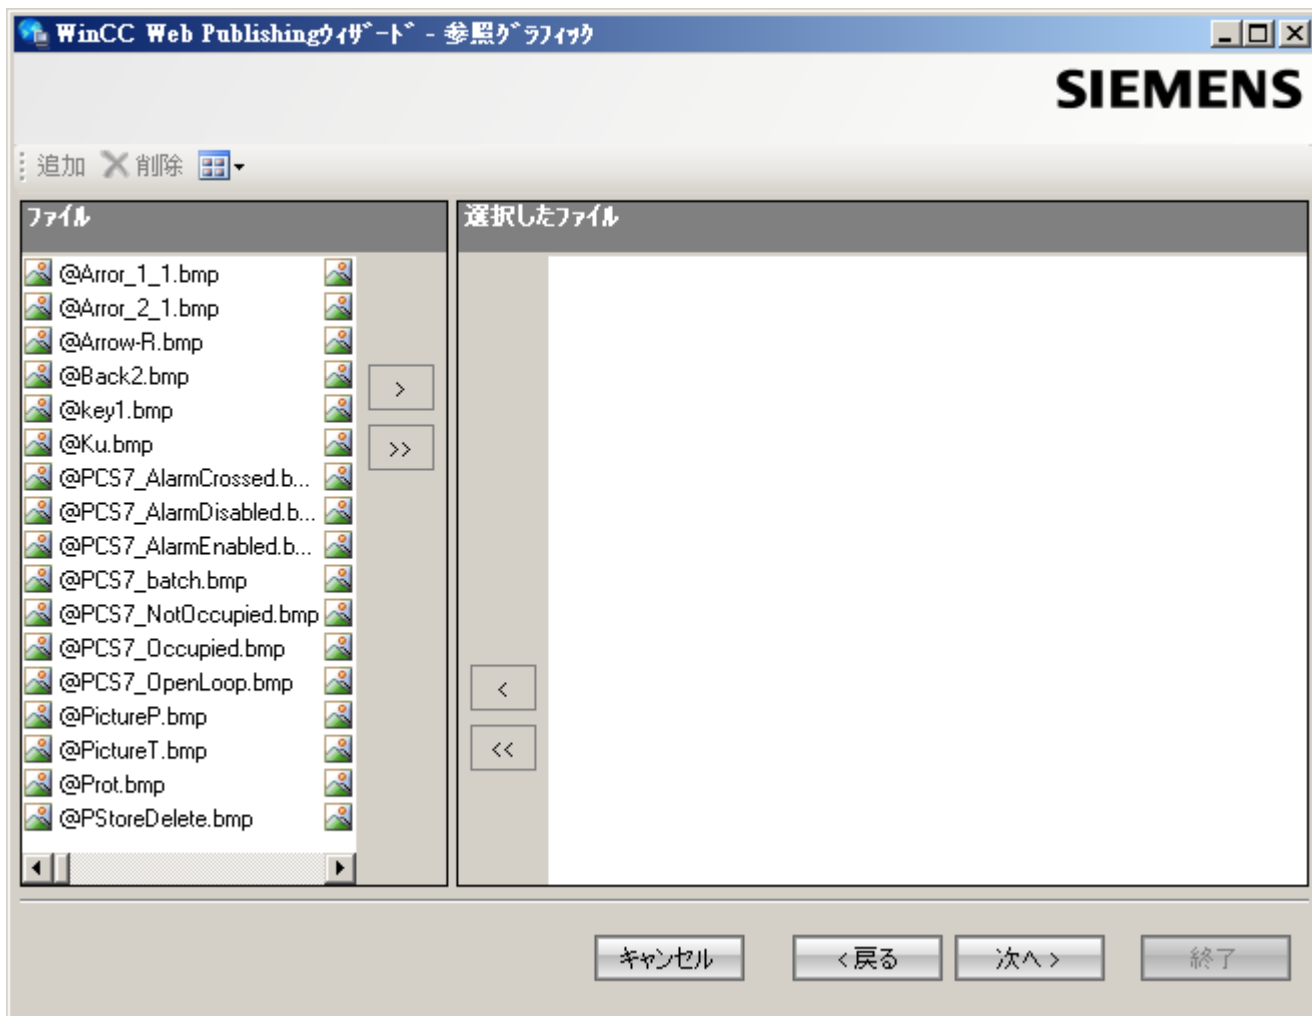 WinCC Web Publishingｳｨｻﾞｰﾄﾞ - 参照ｸﾞﾗﾌｨｯｸ
SIEMENS
追加 削除
ﾌｧｲﾙ
選択したﾌｧｲﾙ
@Arror_1_1.bmp
@Arror_2_1.bmp
@Arrow-R.bmp
@Back2.bmp
@key1.bmp
@Ku.bmp
@PCS7_AlarmCrossed.b...
@PCS7_AlarmDisabled.b...
@PCS7_AlarmEnabled.b...
@PCS7_batch.bmp
@PCS7_NotOccupied.bmp
@PCS7_Occupied.bmp
@PCS7_OpenLoop.bmp
@PictureP.bmp
@PictureT.bmp
@Prot.bmp
@PStoreDelete.bmp
>
>>
<
<<
ｷｬﾝｾﾙ
<戻る
次へ>
終了